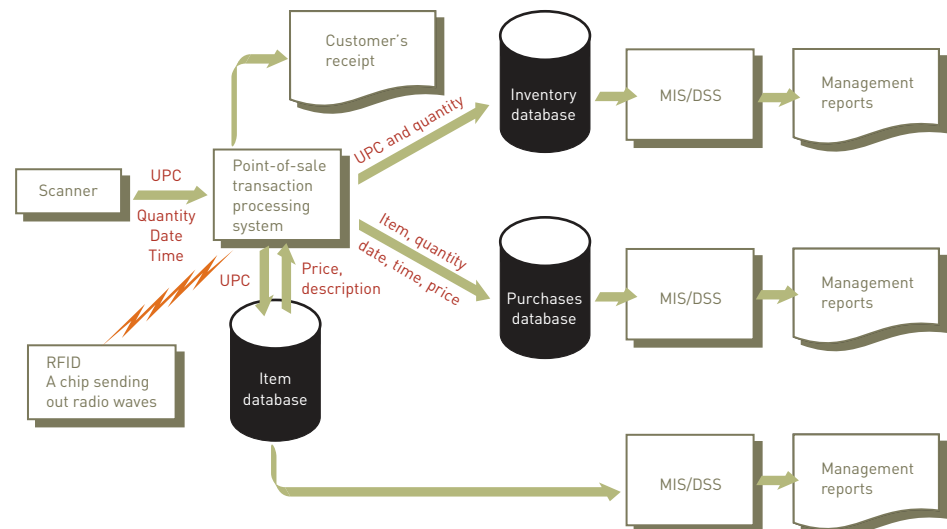 Customer's
receipt
Inventory
database
MIS/DSS
Management
reports
UPC and quantity
Scanner
UPC
Quantity
Date
Time
Point-of-sale
transaction
processing
system
Item, quantity
date, time, price
Purchases
database
MIS/DSS
Management
reports
UPC
Price,
description
RFID
A chip sending
out radio waves
Item
database
MIS/DSS
Management
reports